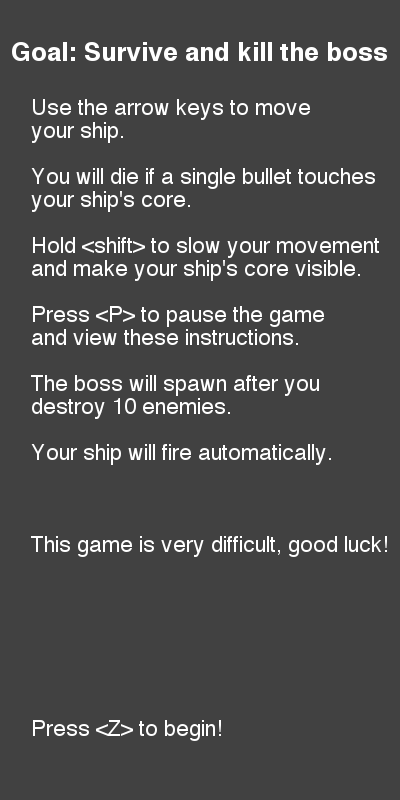 Goal: Survive and kill the boss
Use the arrow keys to move
your ship.
You will die if a single bullet touches
your ship's core.
Hold <shift> to slow your movement
and make your ship's core visible.
Press <P> to pause the game
and view these instructions.
The boss will spawn after you
destroy 10 enemies.
Your ship will fire automatically.
This game is very difficult, good luck!
Press <Z> to begin!